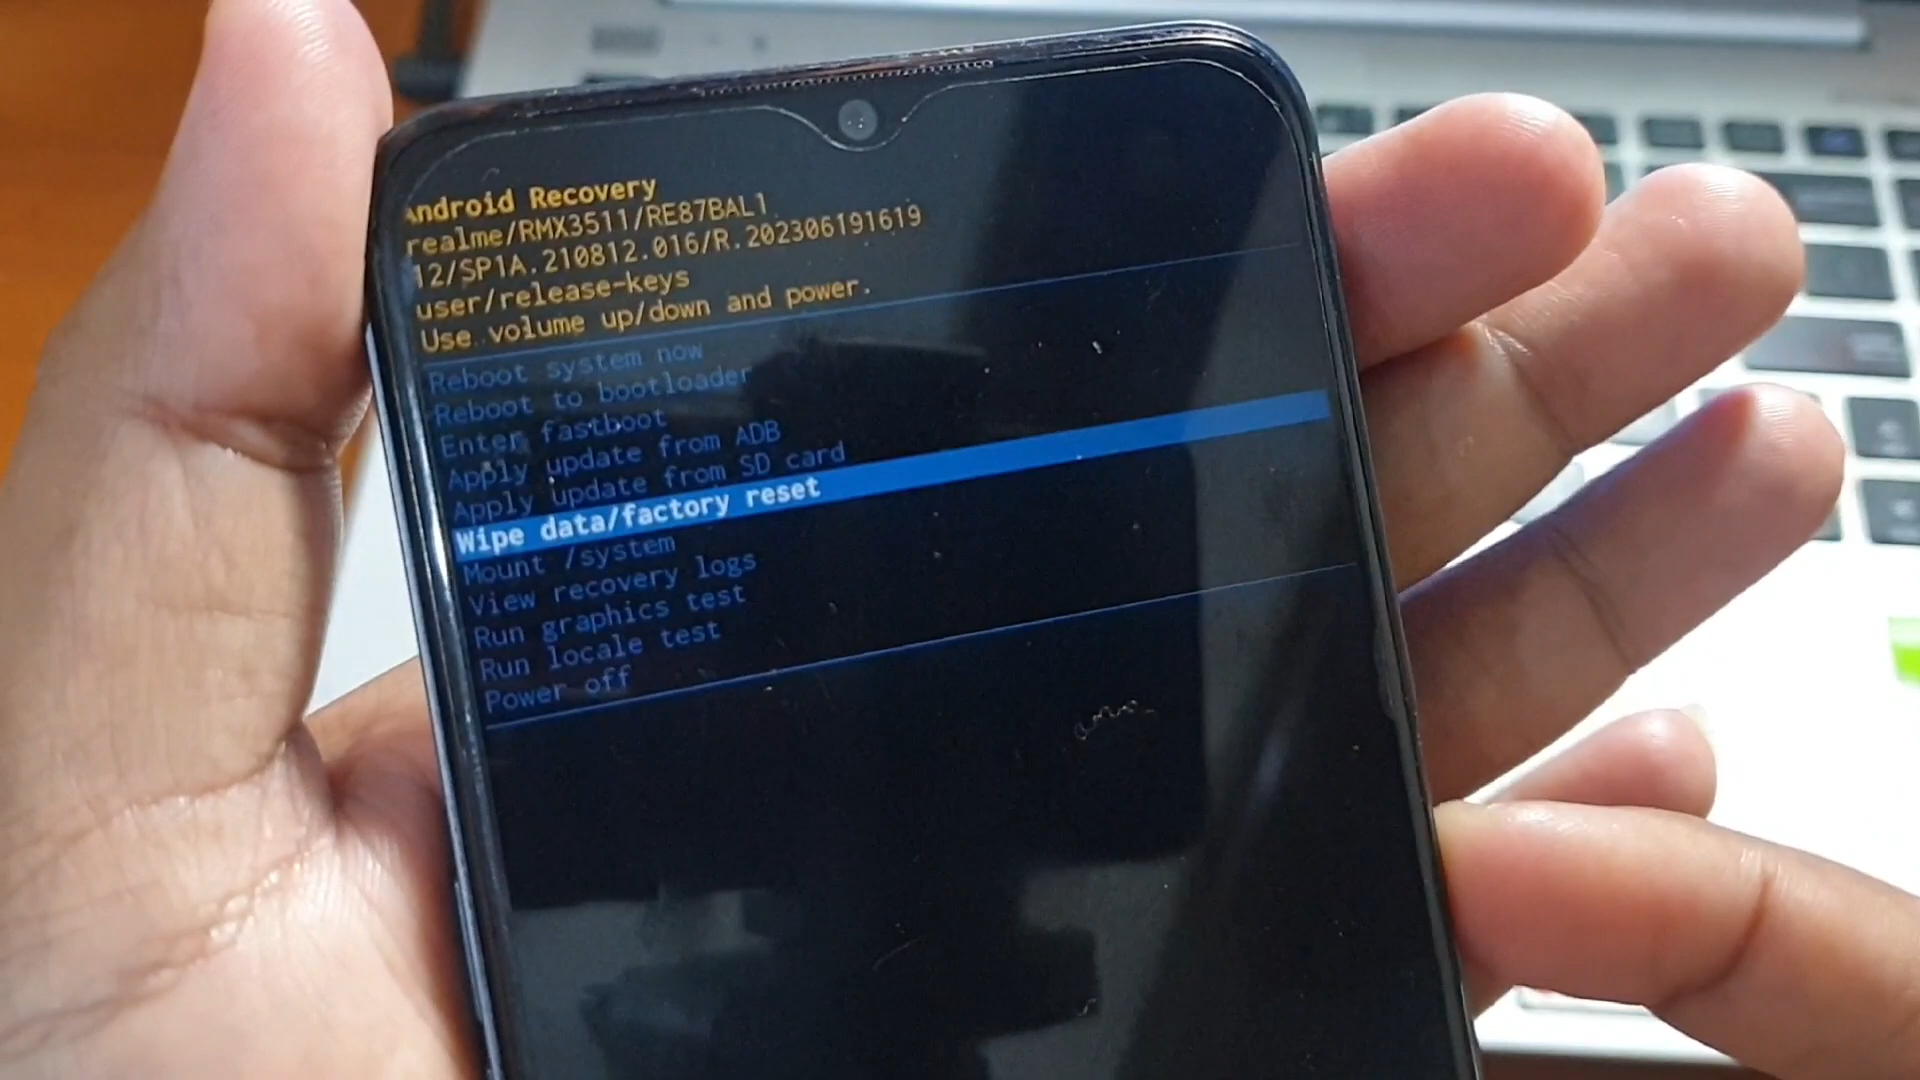 Android Recovery
realme/RMX3511/RE87BAL1
12/SP1A.210812.016/R.202306191619
user/release-keys
Use volume up/down and power.
Reboot system now
Reboot to bootloader
Enter fastboot
Apply update from ADB
Apply update from SD card
Wipe data/factory reset
Mount /system
View recovery logs
Run graphics test
Run locale test
Power off